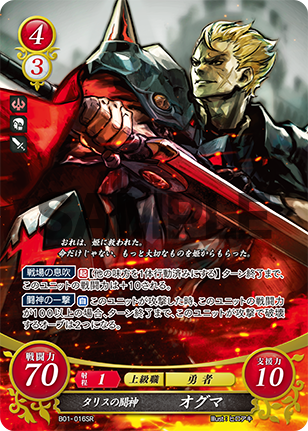 4
3
おれは、姫に救われた。
命だけじゃない、もっと大切なものを姫からもらった。
戦場の息吹 起 【他の味方を1体行動済みにする】 ターン終了まで、
このユニットの戦闘力は+10される。
闘神の一撃 自 このユニットが攻撃した時、このユニットの戦闘力
が100以上の場合、ターン終了まで、このユニットの攻撃で破壊
するオーブは2つになる。
戦闘力
70
射程 1 上級職 勇者
タリスの闘神 オグマ
支援力
10
B01-016SR
Illust: ヒロアキ